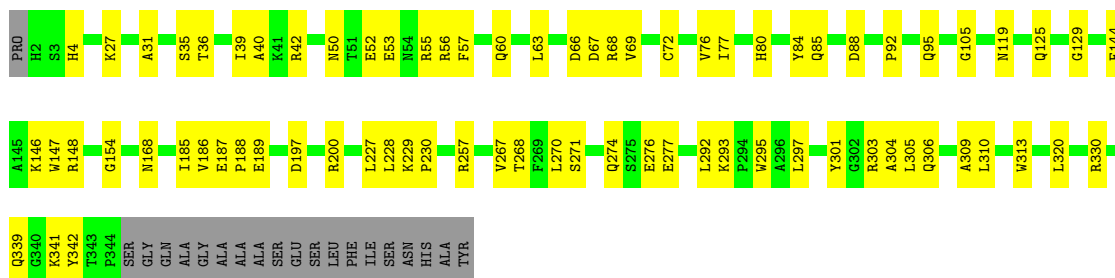 PRO H2 S3 H4 K27 A31 S35 T36 I39 A40 K41 R42 N50 T51 E52 E53 N54 R55 R56 F57 Q60 L63 D66 D67 R68 V69 C72 V76 I77 H80 Y84 Q85 D88 P92 Q95 G105 N119 Q125 G129
A145 K146 W147 R148 G154 N168 I185 V186 E187 P188 E189 D197 R200 L227 L228 K229 P230 R257 V267 T268 F269 L270 S271 Q274 S275 E276 E277 L292 K293 P294 W295 A296 L297 Y301 G302 R303 A304 L305 Q306 A309 L310 W313 L320 R330
Q339 G340 K341 Y342 T343 P344 SER GLY GLN ALA GLY ALA ALA ALA SER GLU SER LEU PHE ILE SER ASN HIS ALA TYR